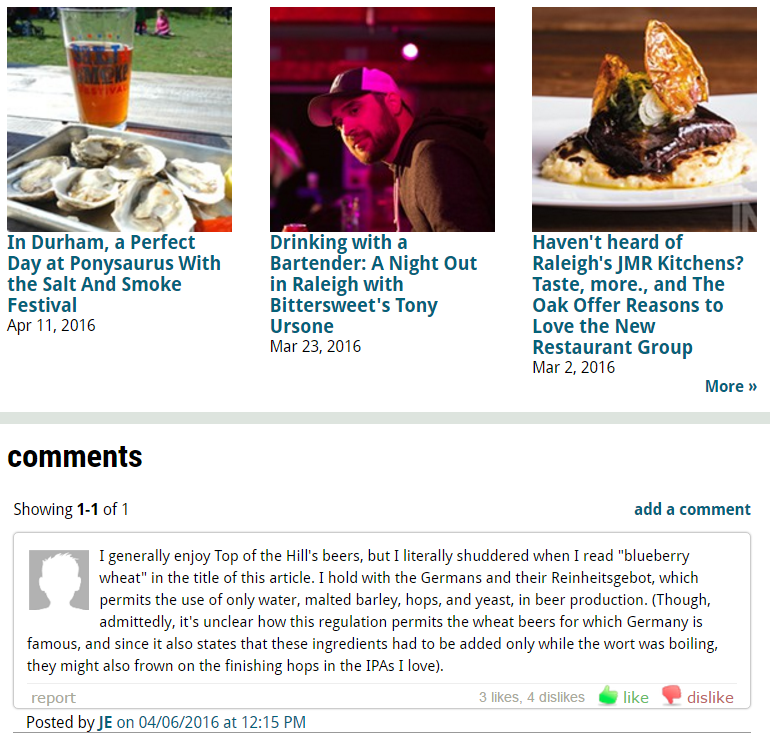 SALT
SMOKE
FESTIVAL
In Durham, a Perfect
Day at Ponysaurus With
the Salt And Smoke
Festival
Apr 11, 2016
Drinking with a
Bartender: A Night Out
in Raleigh with
Bittersweet's Tony
Ursone
Mar 23, 2016
IN
Haven't heard of
Raleigh's JMR Kitchens?
Taste, more., and The
Oak Offer Reasons to
Love the New
Restaurant Group
Mar 2, 2016
More »
comments
Showing 1-1 of 1
add a comment
I generally enjoy Top of the Hill's beers, but I literally shuddered when I read "blueberry
wheat" in the title of this article. I hold with the Germans and their Reinheitsgebot, which
permits the use of only water, malted barley, hops, and yeast, in beer production. (Though,
admittedly, it's unclear how this regulation permits the wheat beers for which Germany is
famous, and since it also states that these ingredients had to be added only while the wort was boiling,
they might also frown on the finishing hops in the IPAs I love).
report
3 likes, 4 dislikes like dislike
Posted by JE on 04/06/2016 at 12:15 PM